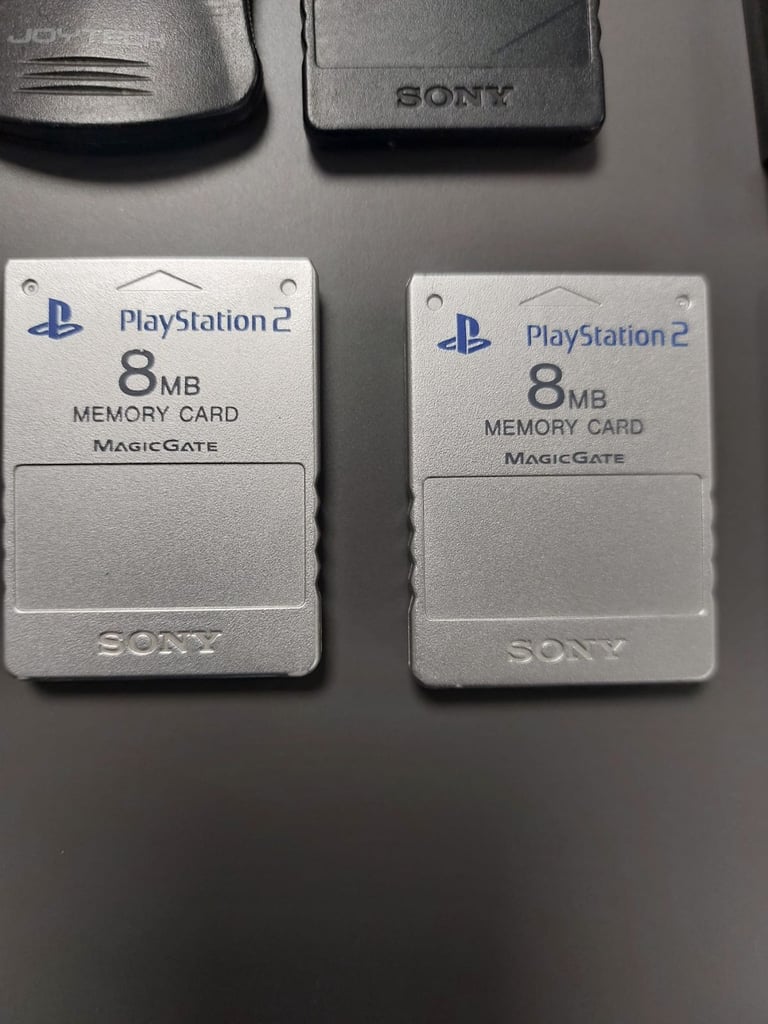 JOYTECH
SONY
PlayStation 2
8MB
MEMORY CARD
MAGICGATE
SONY
PlayStation 2
8MB
MEMORY CARD
MAGICGATE
SONY